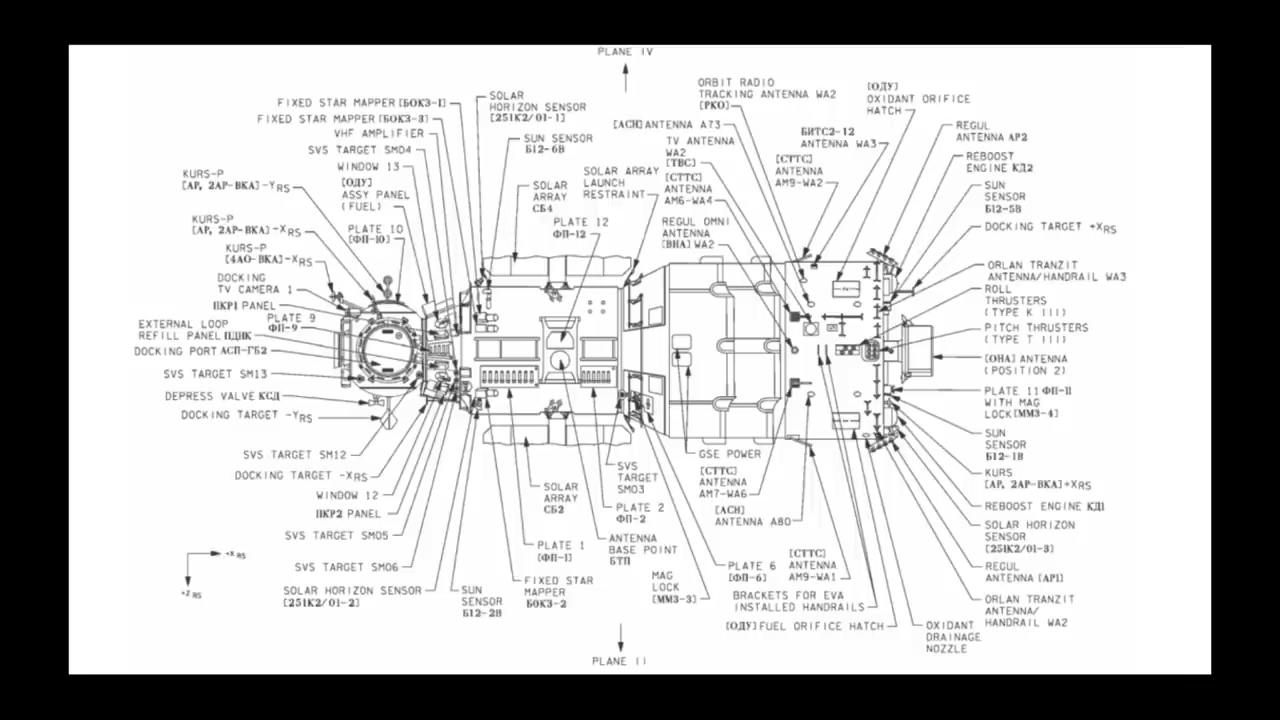 PLANE IV
FIXED STAR MAPPER [БОКЗ-1]
FIXED STAR MAPPER [БОКЗ-3]
VHF AMPLIFIER
SVS TARGET SM04
WINDOW 13
[ОДУ]
ASSY PANEL
(FUEL)
PLATE 10
[ФП-10]
KURS-P
[АР, 2АР-ВКА] -YRS
KURS-P
[АР, 2АР-ВКА] -XRS
KURS-P
[4АО-ВКА] -XRS
DOCKING
TV CAMERA 1
ПКР1 PANEL
PLATE 9
ФП-9
EXTERNAL LOOP
REFILL PANEL ПДНК
DOCKING PORT АСП-ГБ2
SVS TARGET SM13
DEPRESS VALVE КСД
DOCKING TARGET -YRS
SVS TARGET SM12
DOCKING TARGET -XRS
WINDOW 12
ПКР2 PANEL
SVS TARGET SM05
SVS TARGET SM06
SOLAR HORIZON SENSOR
[251К2/01-2]
+XRS
+ZRS
SOLAR
HORIZON SENSOR
[251К2/01-1]
SUN SENSOR
Б12-6В
SOLAR
ARRAY
СБ4
SOLAR ARRAY
LAUNCH
RESTRAINT
PLATE 12
ФП-12
SOLAR
ARRAY
СБ2
PLATE 1
[ФП-1]
FIXED STAR
MAPPER
БОКЗ-2
SUN
SENSOR
Б12-2В
SVS
TARGET
SM03
PLATE 2
ФП-2
ANTENNA
BASE POINT
БТП
MAG
LOCK
[ММЗ-3]
PLATE 6
[ФП-6]
PLANE II
ORBIT RADIO
TRACKING ANTENNA WA2
[РКО]
[АСН] ANTENNA A73
TV ANTENNA
WA2
[ТВС]
[СТТС]
ANTENNA
AM6-WA4
REGUL OMNI
ANTENNA
[ВНА] WA2
[ОДУ]
OXIDANT ORIFICE
HATCH
БИТС2-12
ANTENNA WA3
[СТТС]
ANTENNA
AM9-WA2
GSE POWER
[СТТС]
ANTENNA
AM7-WA6
[АСН]
ANTENNA A80
[СТТС]
ANTENNA
AM9-WA1
BRACKETS FOR EVA
INSTALLED HANDRAILS
[ОДУ] FUEL ORIFICE HATCH
OXIDANT
DRAINAGE
NOZZLE
REGUL
ANTENNA АР2
REBOOST
ENGINE КД2
SUN
SENSOR
Б12-5В
DOCKING TARGET +XRS
ORLAN TRANZIT
ANTENNA/HANDRAIL WA3
ROLL
THRUSTERS
(TYPE K III)
PITCH THRUSTERS
(TYPE T III)
[ОНА] ANTENNA
(POSITION 2)
PLATE 11 ФП-11
WITH MAG
LOCK [ММЗ-4]
SUN
SENSOR
Б12-1В
KURS
[АР, 2АР-ВКА] +XRS
REBOOST ENGINE КД1
SOLAR HORIZON
SENSOR
[251К2/01-3]
REGUL
ANTENNA [АР1]
ORLAN TRANZIT
ANTENNA/
HANDRAIL WA2